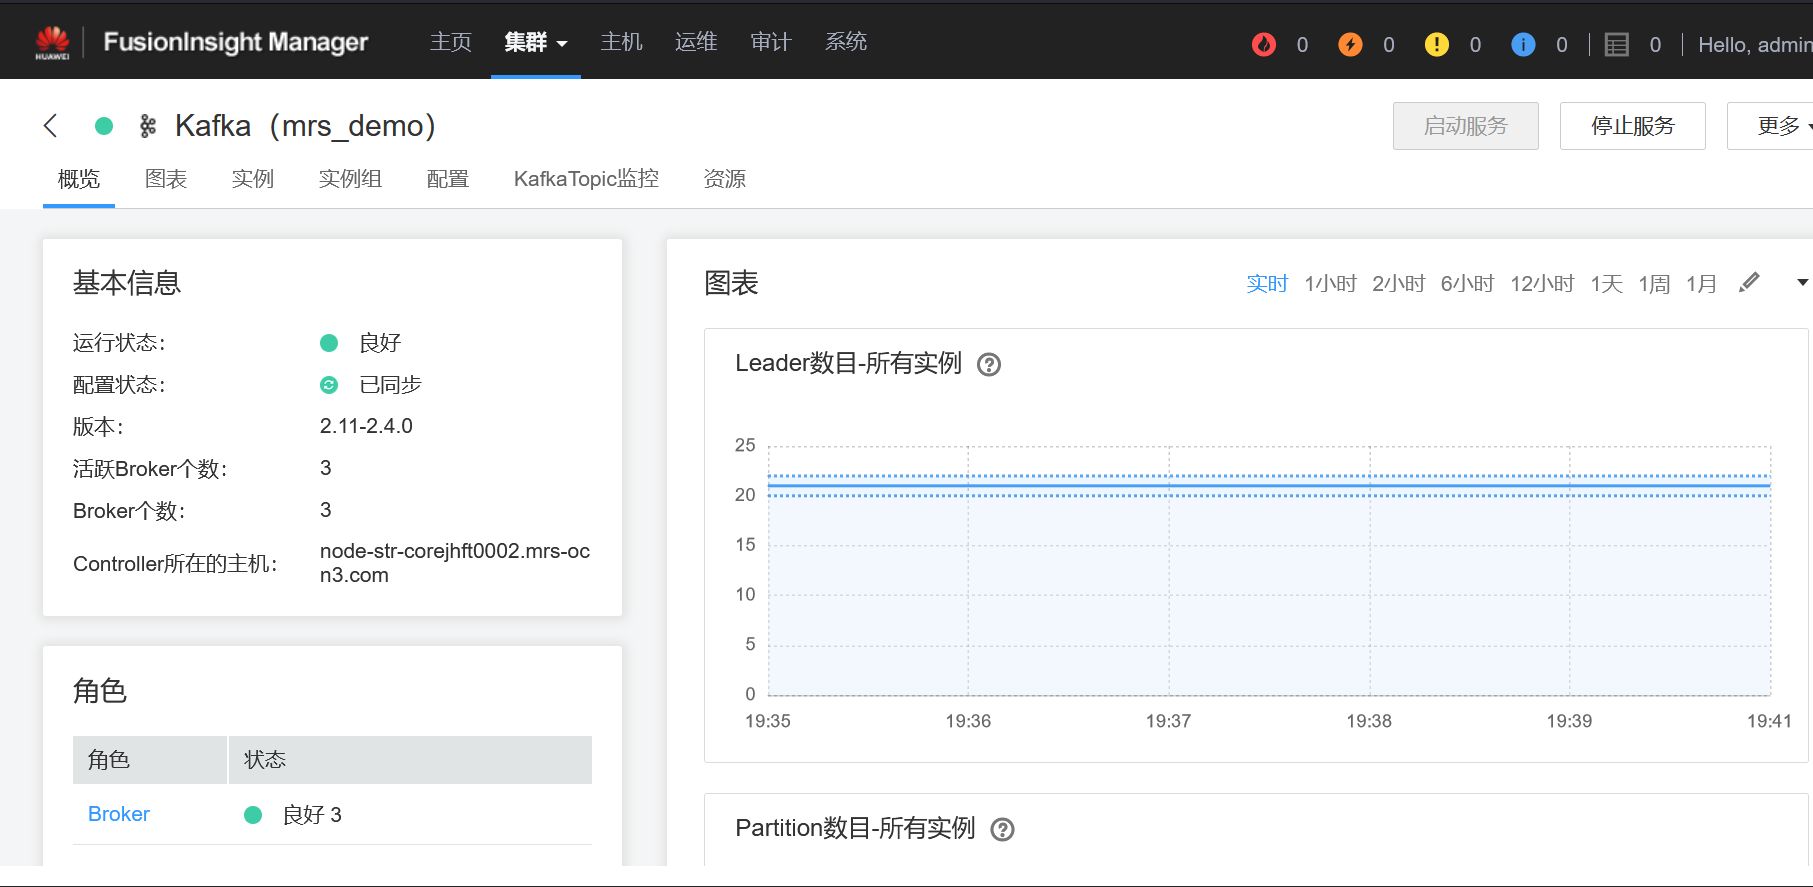 HUAWEI FusionInsight Manager 主页 集群 主机 运维 审计 系统 0 0 0 0 0 Hello, admin
Kafka（mrs_demo） 启动服务 停止服务 更多
概览 图表 实例 实例组 配置 KafkaTopic监控 资源
基本信息
运行状态： 良好
配置状态： 已同步
版本： 2.11-2.4.0
活跃Broker个数： 3
Broker个数： 3
Controller所在的主机： node-str-corejhft0002.mrs-oc
n3.com
角色
角色 状态
Broker 良好 3
图表 实时 1小时 2小时 6小时 12小时 1天 1周 1月
Leader数目-所有实例 ?
25
20
15
10
5
0
19:35 19:36 19:37 19:38 19:39 19:41
Partition数目-所有实例 ?